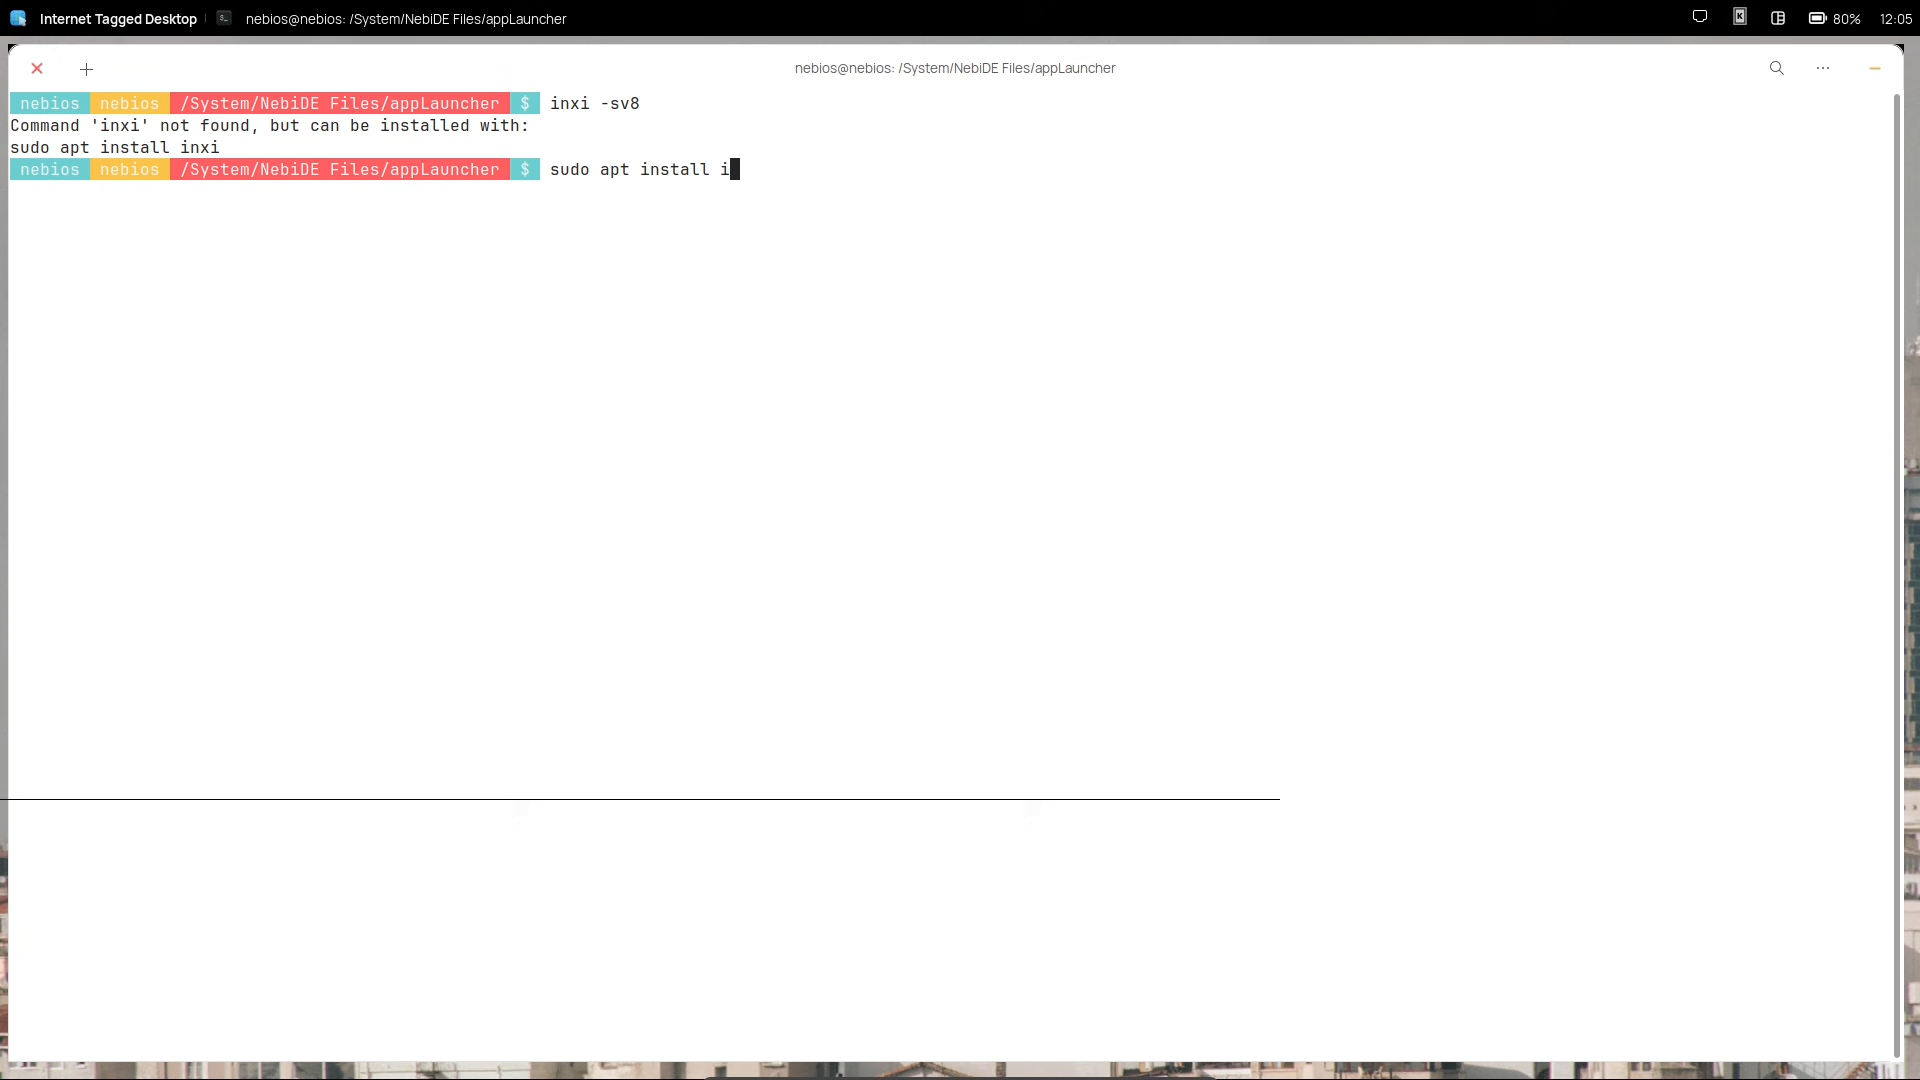 Internet Tagged Desktop nebios@nebios: /System/NebiDE Files/appLauncher 80% 12:05
nebios@nebios: /System/NebiDE Files/appLauncher
nebios nebios /System/NebiDE Files/appLauncher $ inxi -sv8
Command 'inxi' not found, but can be installed with:
sudo apt install inxi
nebios nebios /System/NebiDE Files/appLauncher $ sudo apt install i